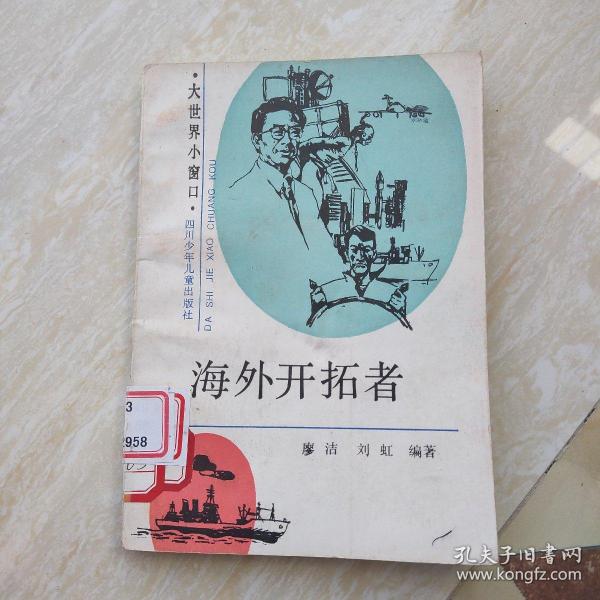 ·大世界小窗口·
四川少年儿童出版社
DA SHI JIE XIAO CHUANG KOU
海外开拓者
廖洁 刘虹 编著
3
2958
孔夫子旧书网
www.kongfz.com